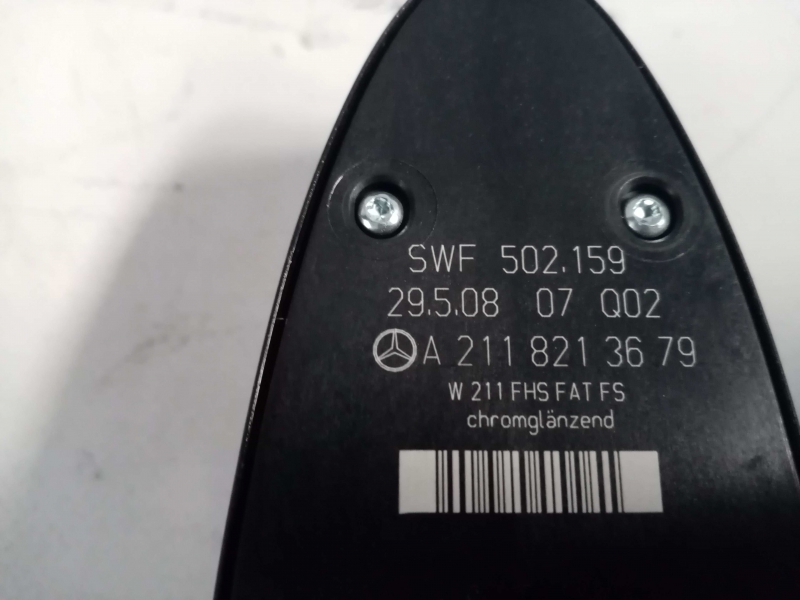 SWF 502.159
29.5.08 07 Q02
A 211 821 36 79
W 211 FHS FAT FS
chromglänzend